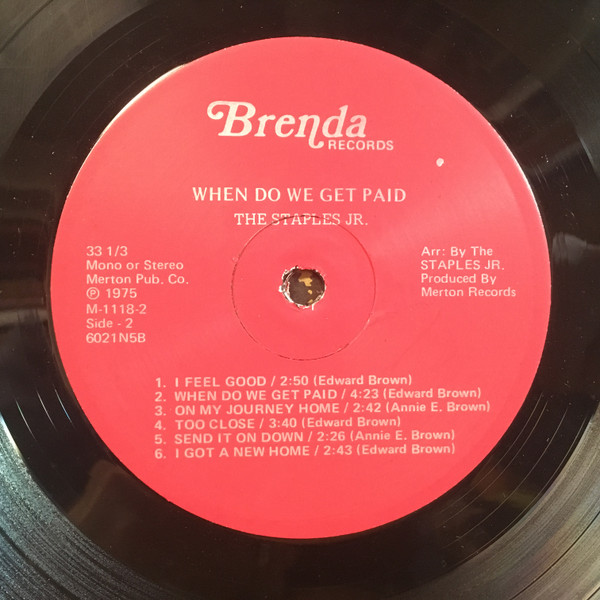 Brenda
RECORDS
WHEN DO WE GET PAID
THE STAPLES JR.
33 1/3
Mono or Stereo
Merton Pub. Co.
Ⓟ 1975
M-1118-2
Side - 2
6021N5B
Arr: By The
STAPLES JR.
Produced By
Merton Records
1. I FEEL GOOD / 2:50 (Edward Brown)
2. WHEN DO WE GET PAID / 4:23 (Edward Brown)
3. ON MY JOURNEY HOME / 2:42 (Annie E. Brown)
4. TOO CLOSE / 3:40 (Edward Brown)
5. SEND IT ON DOWN / 2:26 (Annie E. Brown)
6. I GOT A NEW HOME / 2:43 (Edward Brown)